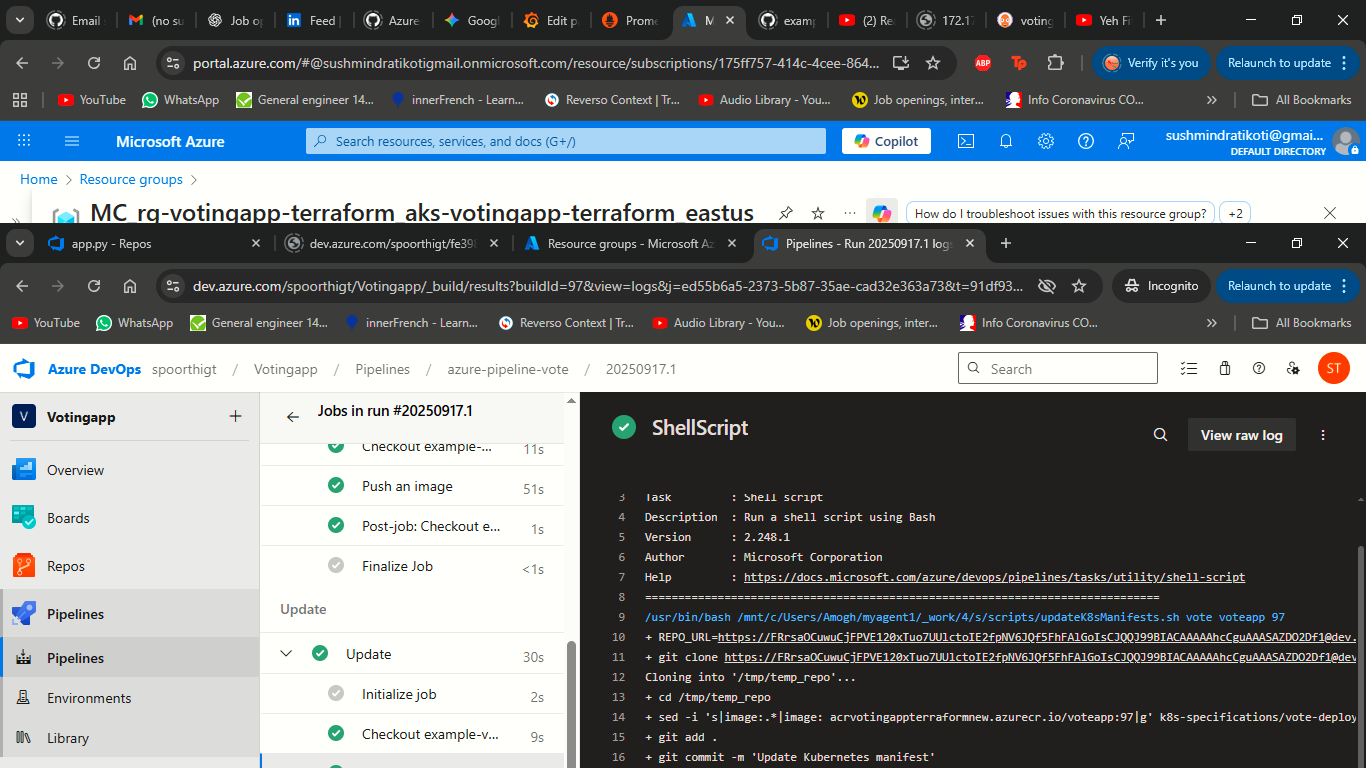 Email
(no su
Job op
Feed |
Azure
Goog
Edit p
Prome
M
examp
(2) Re
172.17
voting
Yeh Fi
portal.azure.com/#@sushmindratikotigmail.onmicrosoft.com/resource/subscriptions/175ff757-414c-4cee-864...
ABP
Tp
Verify it's you
Relaunch to update
YouTube
WhatsApp
General engineer 14...
innerFrench - Learn...
Reverso Context | Tr...
Audio Library - You...
Job openings, inter...
Info Coronavirus CO...
All Bookmarks
Microsoft Azure
Search resources, services, and docs (G+/)
Copilot
sushmindratikoti@gmai...
DEFAULT DIRECTORY
Home > Resource groups >
MC_rg-votingapp-terraform_aks-votingapp-terraform_eastus
How do I troubleshoot issues with this resource group?
+2
app.py - Repos
dev.azure.com/spoorthigt/fe398
Resource groups - Microsoft Az
Pipelines - Run 20250917.1 logs
dev.azure.com/spoorthigt/Votingapp/_build/results?buildId=97&view=logs&j=ed55b6a5-2373-5b87-35ae-cad32e363a73&t=91df93...
Incognito
Relaunch to update
YouTube
WhatsApp
General engineer 14...
innerFrench - Learn...
Reverso Context | Tr...
Audio Library - You...
Job openings, inter...
Info Coronavirus CO...
All Bookmarks
Azure DevOps spoorthigt / Votingapp / Pipelines / azure-pipeline-vote / 20250917.1
Search
ST
V Votingapp
Overview
Boards
Repos
Pipelines
Pipelines
Environments
Library
Jobs in run #20250917.1
Checkout example-... 11s
Push an image 51s
Post-job: Checkout e... 1s
Finalize Job <1s
Update
Update 30s
Initialize job 2s
Checkout example-v... 9s
ShellScript
View raw log
3 Task : Shell script
4 Description : Run a shell script using Bash
5 Version : 2.248.1
6 Author : Microsoft Corporation
7 Help : https://docs.microsoft.com/azure/devops/pipelines/tasks/utility/shell-script
8 ==============================================================================
9 /usr/bin/bash /mnt/c/Users/Amogh/myagent1/_work/4/s/scripts/updateK8sManifests.sh vote voteapp 97
10 + REPO_URL=https://FRrsaOCuwuCjFPVE120xTuo7UUlctoIE2fpNV6JQf5FhFAlGoIsCJQQJ99BIACAAAAAhcCguAAASAZDO2Df1@dev.
11 + git clone https://FRrsaOCuwuCjFPVE120xTuo7UUlctoIE2fpNV6JQf5FhFAlGoIsCJQQJ99BIACAAAAAhcCguAAASAZDO2Df1@dev
12 Cloning into '/tmp/temp_repo'...
13 + cd /tmp/temp_repo
14 + sed -i 's|image:.*|image: acrvotingappterraformnew.azurecr.io/voteapp:97|g' k8s-specifications/vote-deploy
15 + git add .
16 + git commit -m 'Update Kubernetes manifest'